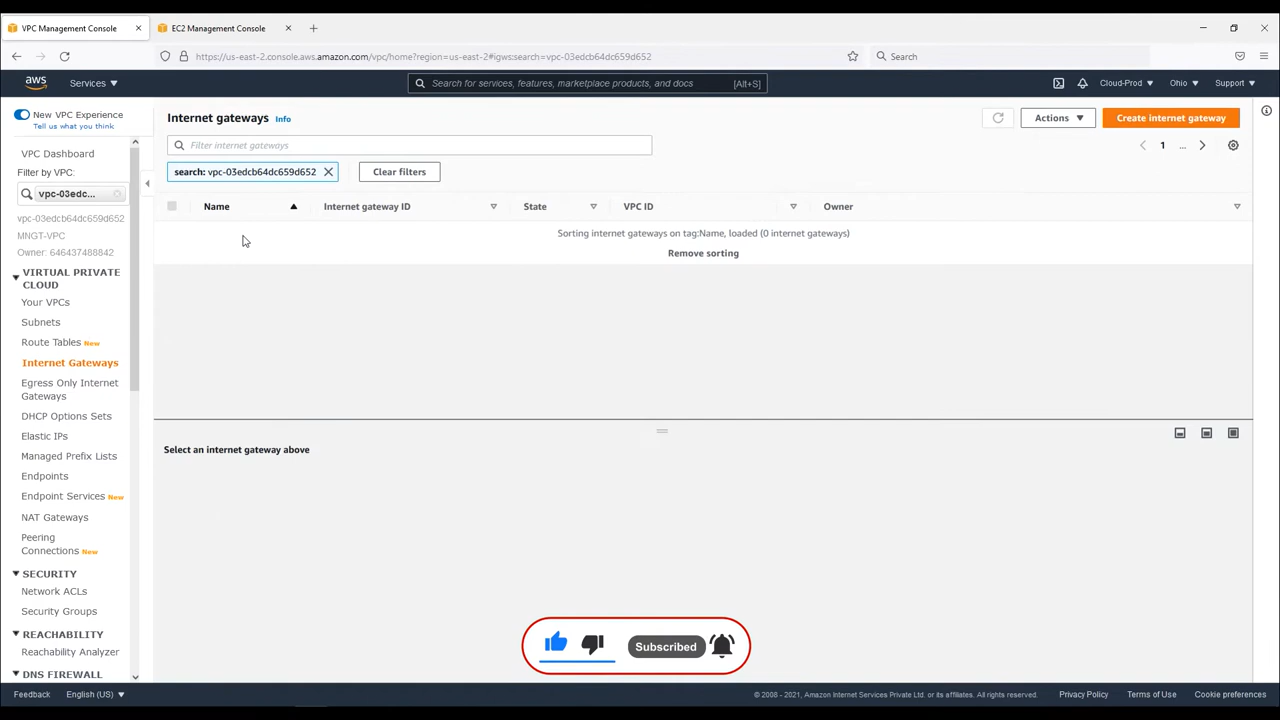 VPC Management Console
EC2 Management Console
https://us-east-2.console.aws.amazon.com/vpc/home?region=us-east-2#igws:search=vpc-03edcb64dc659d652
Search
aws
Services
Search for services, features, marketplace products, and docs
[Alt+S]
Cloud-Prod
Ohio
Support
New VPC Experience
Tell us what you think
VPC Dashboard
Filter by VPC:
vpc-03edc...
vpc-03edcb64dc659d652
MNGT-VPC
Owner: 646437488842
VIRTUAL PRIVATE
CLOUD
Your VPCs
Subnets
Route Tables New
Internet Gateways
Egress Only Internet
Gateways
DHCP Options Sets
Elastic IPs
Managed Prefix Lists
Endpoints
Endpoint Services New
NAT Gateways
Peering
Connections New
SECURITY
Network ACLs
Security Groups
REACHABILITY
Reachability Analyzer
DNS FIREWALL
Internet gateways Info
Actions
Create internet gateway
Filter internet gateways
1 ...
search: vpc-03edcb64dc659d652
Clear filters
Name
Internet gateway ID
State
VPC ID
Owner
Sorting internet gateways on tag:Name, loaded (0 internet gateways)
Remove sorting
Select an internet gateway above
Subscribed
Feedback
English (US)
© 2008 - 2021, Amazon Internet Services Private Ltd. or its affiliates. All rights reserved.
Privacy Policy
Terms of Use
Cookie preferences